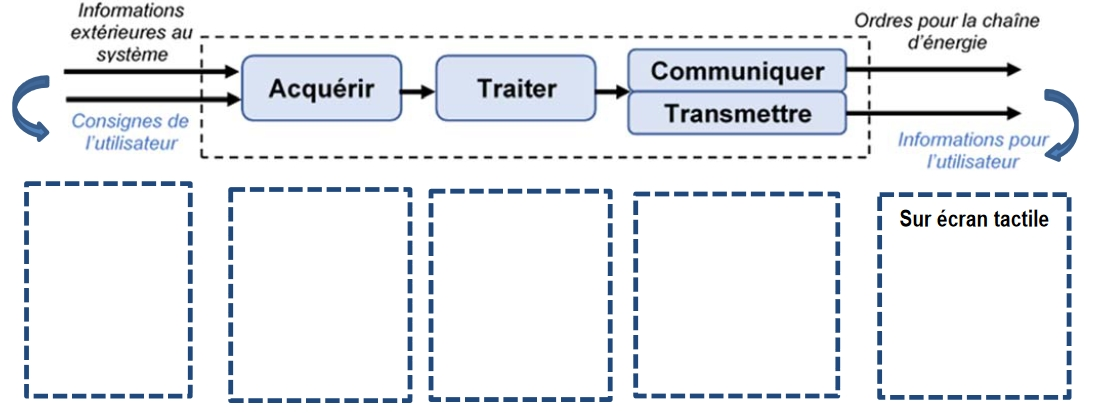 Informations
extérieures au
système
Consignes de
l'utilisateur
Acquérir
Traiter
Communiquer
Transmettre
Ordres pour la chaîne
d'énergie
Informations pour
l'utilisateur
Sur écran tactile